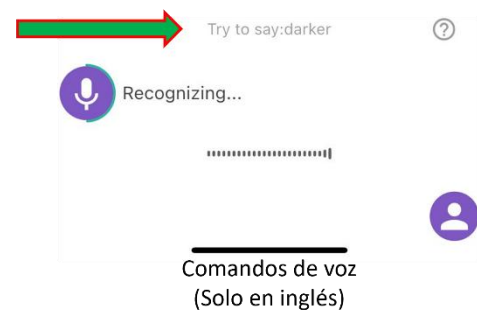 Try to say:darker
Recognizing...
Comandos de voz
(Solo en inglés)